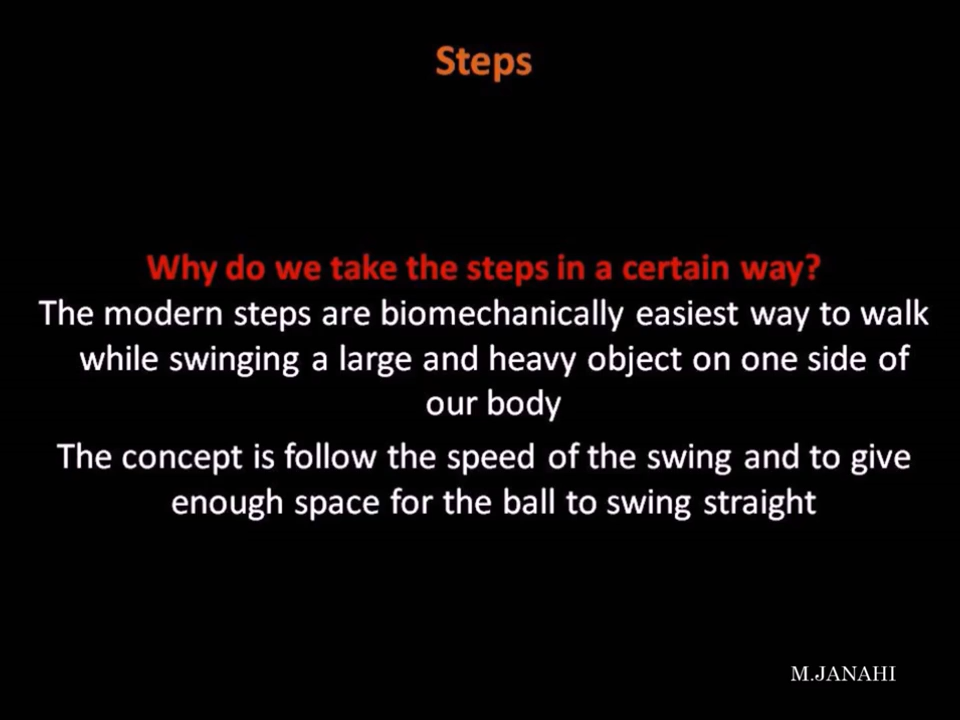 Steps
Why do we take the steps in a certain way?
The modern steps are biomechanically easiest way to walk
while swinging a large and heavy object on one side of
our body
The concept is follow the speed of the swing and to give
enough space for the ball to swing straight
M.JANAHI